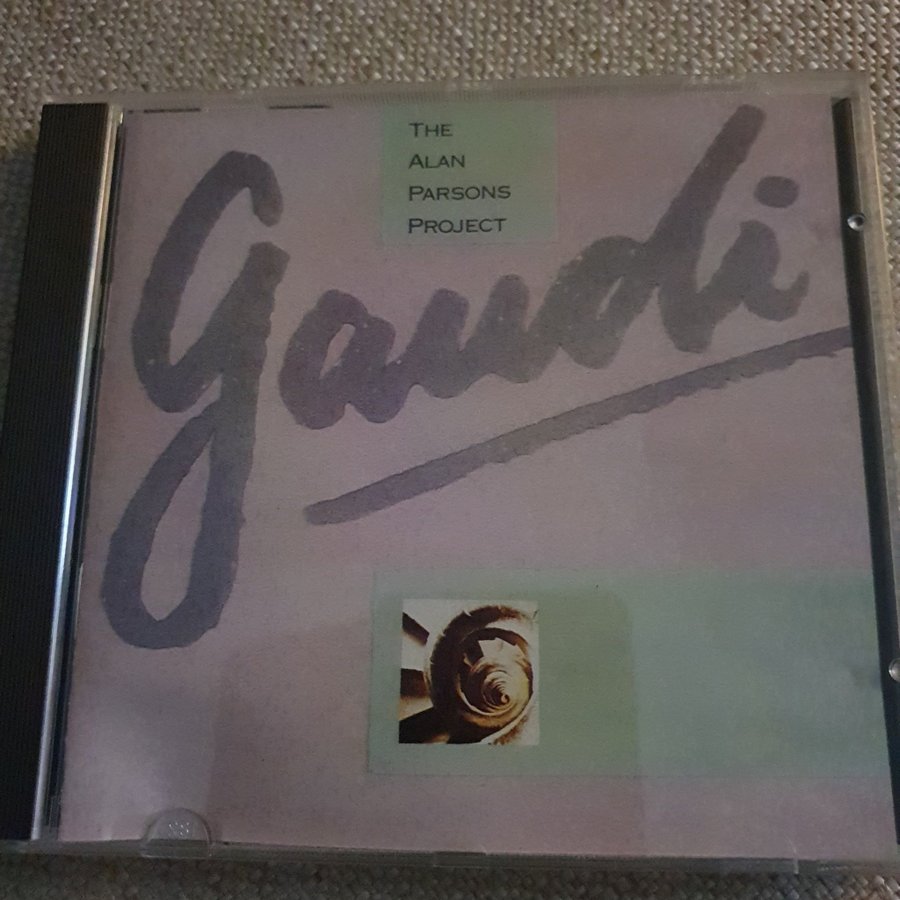 THE
ALAN
PARSONS
PROJECT
gaudi